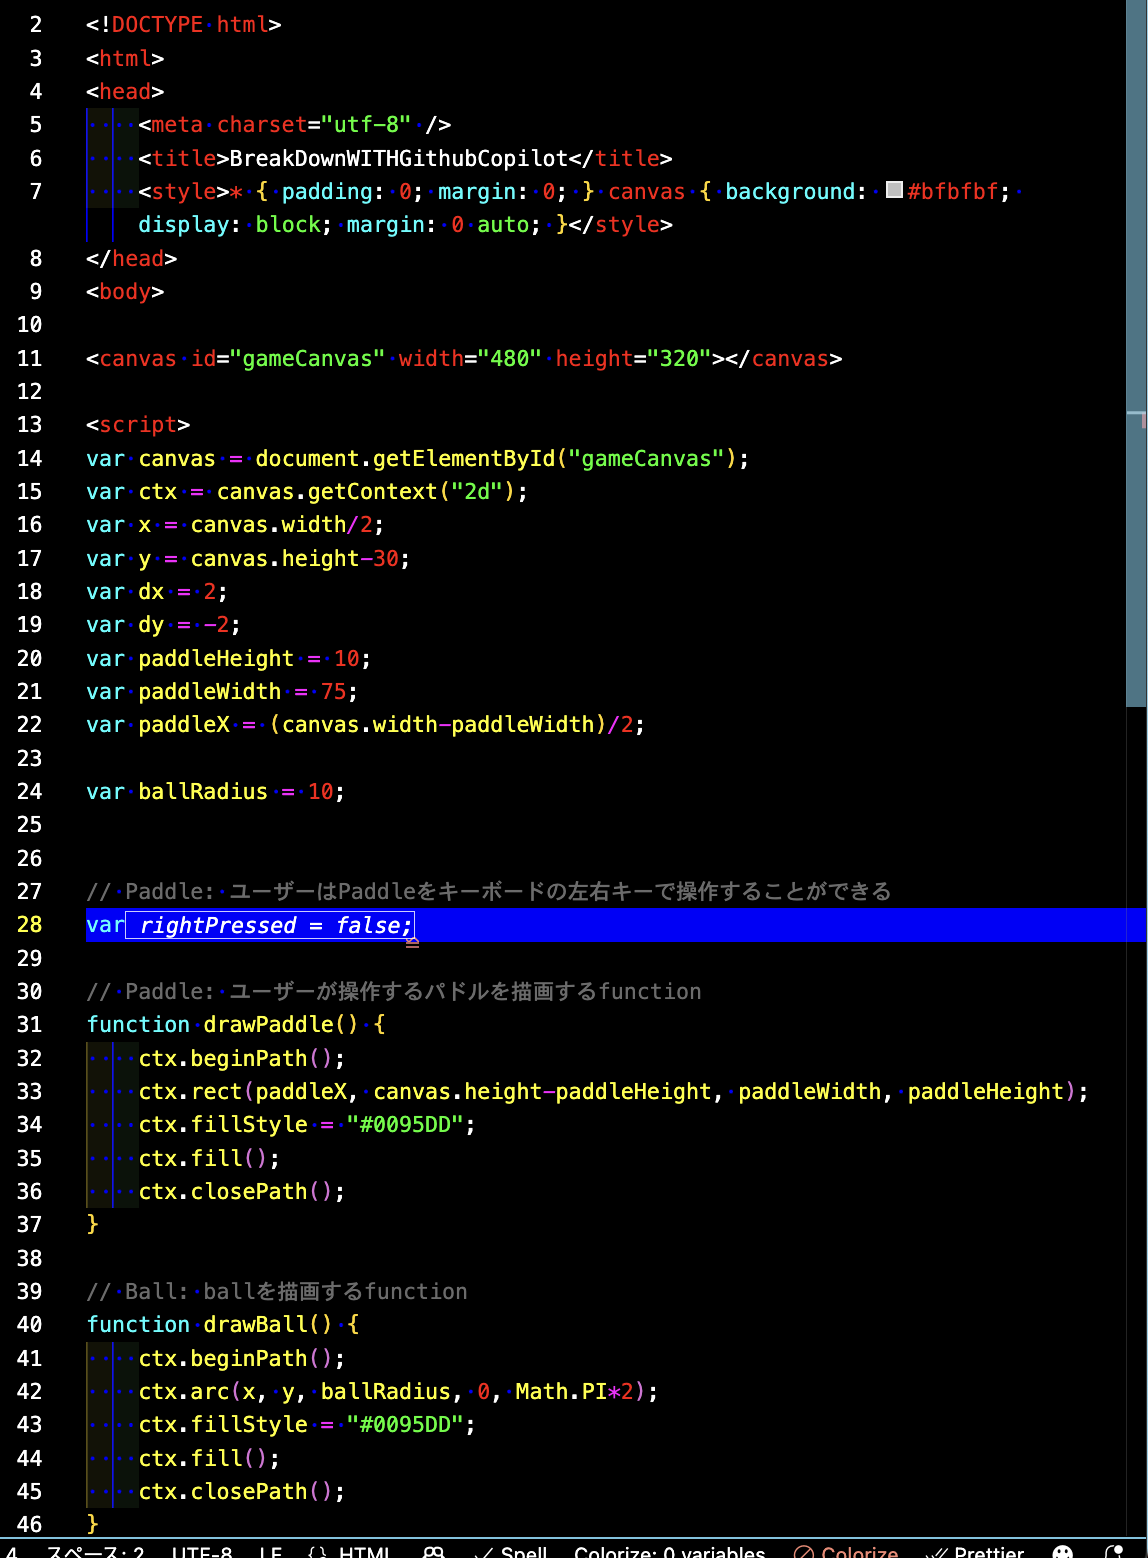 2 <!DOCTYPE html>
3 <html>
4 <head>
5 <meta charset="utf-8" />
6 <title>BreakDownWITHGithubCopilot</title>
7 <style>* { padding: 0; margin: 0; } canvas { background: #bfbfbf;
display: block; margin: 0 auto; }</style>
8 </head>
9 <body>
10
11 <canvas id="gameCanvas" width="480" height="320"></canvas>
12
13 <script>
14 var canvas = document.getElementById("gameCanvas");
15 var ctx = canvas.getContext("2d");
16 var x = canvas.width/2;
17 var y = canvas.height-30;
18 var dx = 2;
19 var dy = -2;
20 var paddleHeight = 10;
21 var paddleWidth = 75;
22 var paddleX = (canvas.width-paddleWidth)/2;
23
24 var ballRadius = 10;
25
26
27 // Paddle: ユーザーはPaddleをキーボードの左右キーで操作することができる
28 var rightPressed = false;
29
30 // Paddle: ユーザーが操作するパドルを描画するfunction
31 function drawPaddle() {
32 ctx.beginPath();
33 ctx.rect(paddleX, canvas.height-paddleHeight, paddleWidth, paddleHeight);
34 ctx.fillStyle = "#0095DD";
35 ctx.fill();
36 ctx.closePath();
37 }
38
39 // Ball: ballを描画するfunction
40 function drawBall() {
41 ctx.beginPath();
42 ctx.arc(x, y, ballRadius, 0, Math.PI*2);
43 ctx.fillStyle = "#0095DD";
44 ctx.fill();
45 ctx.closePath();
46 }
4 スペース: 2 UTF-8 LF {} HTML Spell Colorize: 0 variables Colorize Prettier